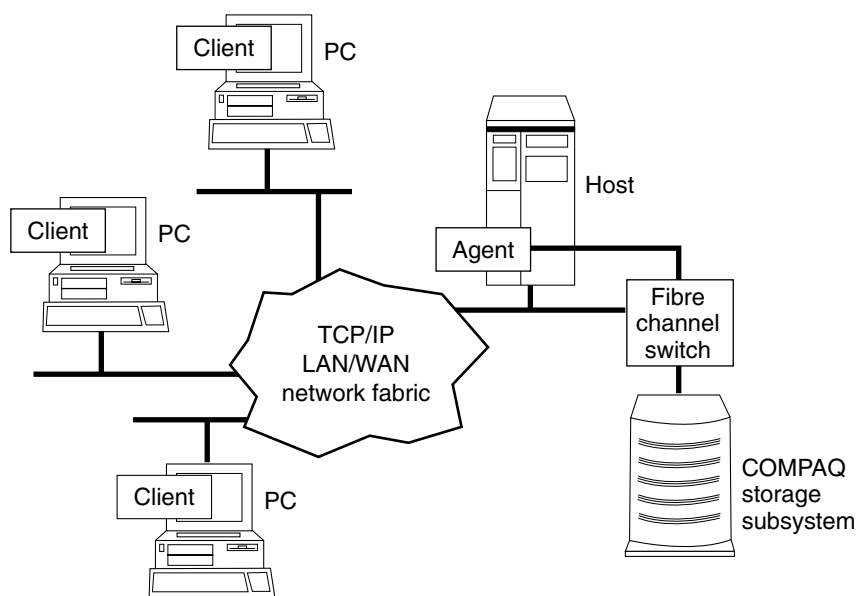 Client
PC
Host
Client
PC
Agent
Fibre
channel
switch
TCP/IP
LAN/WAN
network fabric
Client
PC
COMPAQ
storage
subsystem